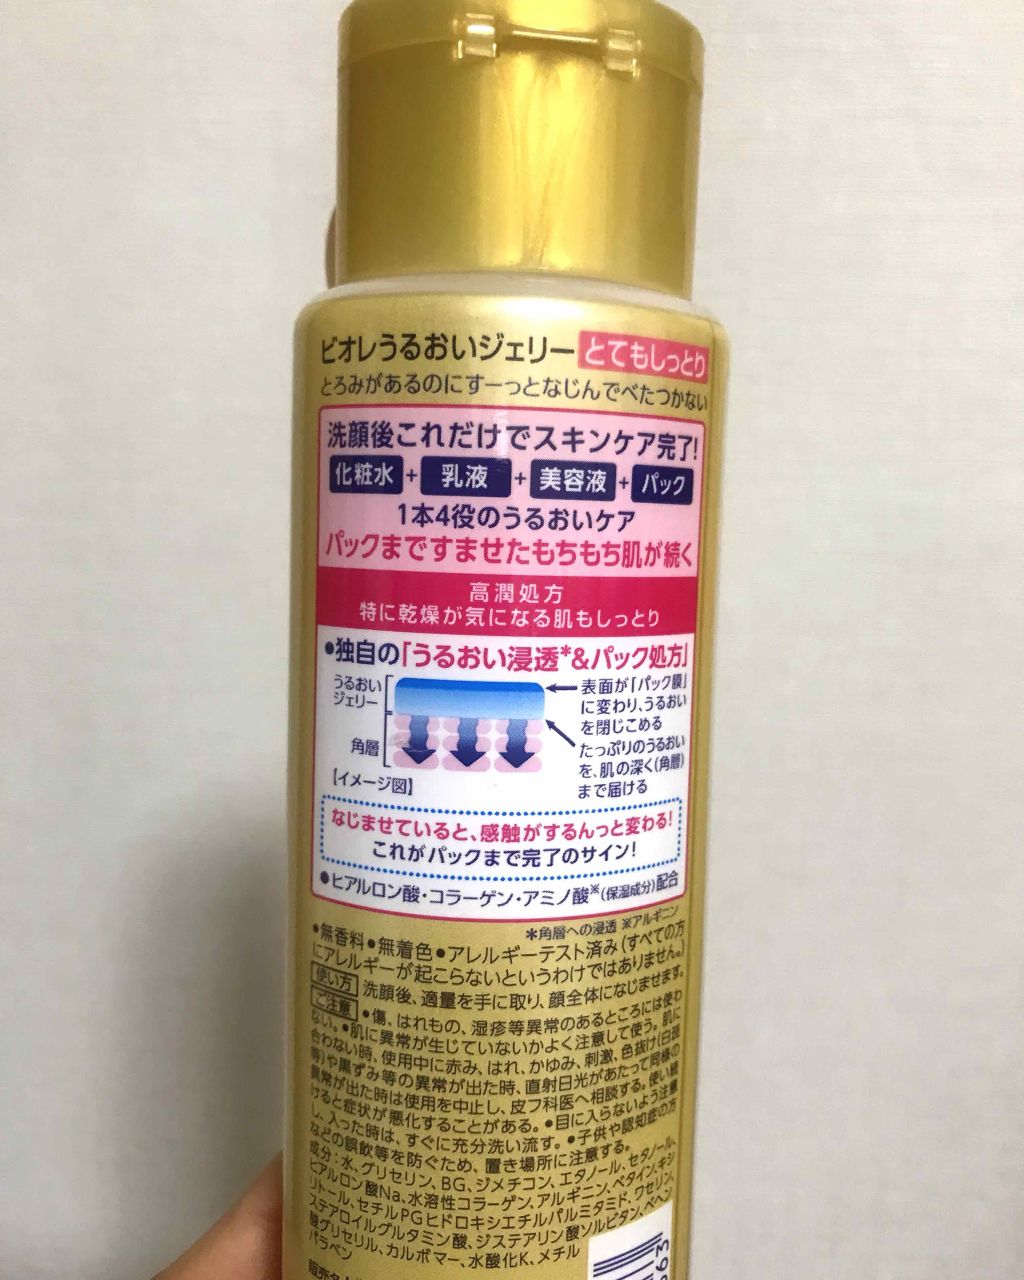 ビオレうるおいジェリー とてもしっとり
とろみがあるのにすーっとなじんでべたつかない
洗顔後これだけでスキンケア完了!
化粧水+乳液+美容液+パック
1本4役のうるおいケア
パックまですませたもちもち肌が続く
高潤処方
特に乾燥が気になる肌もしっとり
●独自の「うるおい浸透*&パック処方」
うるおい
ジェリー
角層
【イメージ図】
表面が「パック膜」
に変わり、うるおい
を閉じこめる
たっぷりのうるおい
を、肌の深く(角層)
まで届ける
なじませていると、感触がするんっと変わる!
これがパックまで完了のサイン!
●ヒアルロン酸・コラーゲン・アミノ酸※(保湿成分)配合
*角層への浸透 ※アルギニン
●無香料●無着色●アレルギーテスト済み(すべての方
にアレルギーが起こらないというわけではありません。)
使い方 洗顔後、適量を手に取り、顔全体になじませます。
ご注意 ●傷、はれもの、湿疹等異常のあるところには使わ
ない。●肌に異常が生じていないかよく注意して使う。肌に
合わない時、使用中に赤み、はれ、かゆみ、刺激、色抜け(白斑
等)や黒ずみ等の異常が出た時、直射日光があたって同様の
異常が出た時は使用を中止し、皮フ科医へ相談する。使い続
けると症状が悪化することがある。●目に入らないよう注意
し、入った時は、すぐに充分洗い流す。●子供や認知症の方
などの誤飲等を防ぐため、置き場所に注意する。
成分:水、グリセリン、BG、ジメチコン、エタノール、セタノール、
ヒアルロン酸Na、水溶性コラーゲン、アルギニン、ベタイン、キシ
リトール、セチルPGヒドロキシエチルパルミタミド、ワセリン、
ステアロイルグルタミン酸、ジステアリン酸ソルビタン、ベヘン
酸グリセリル、カルボマー、水酸化K、メチル
パラベン